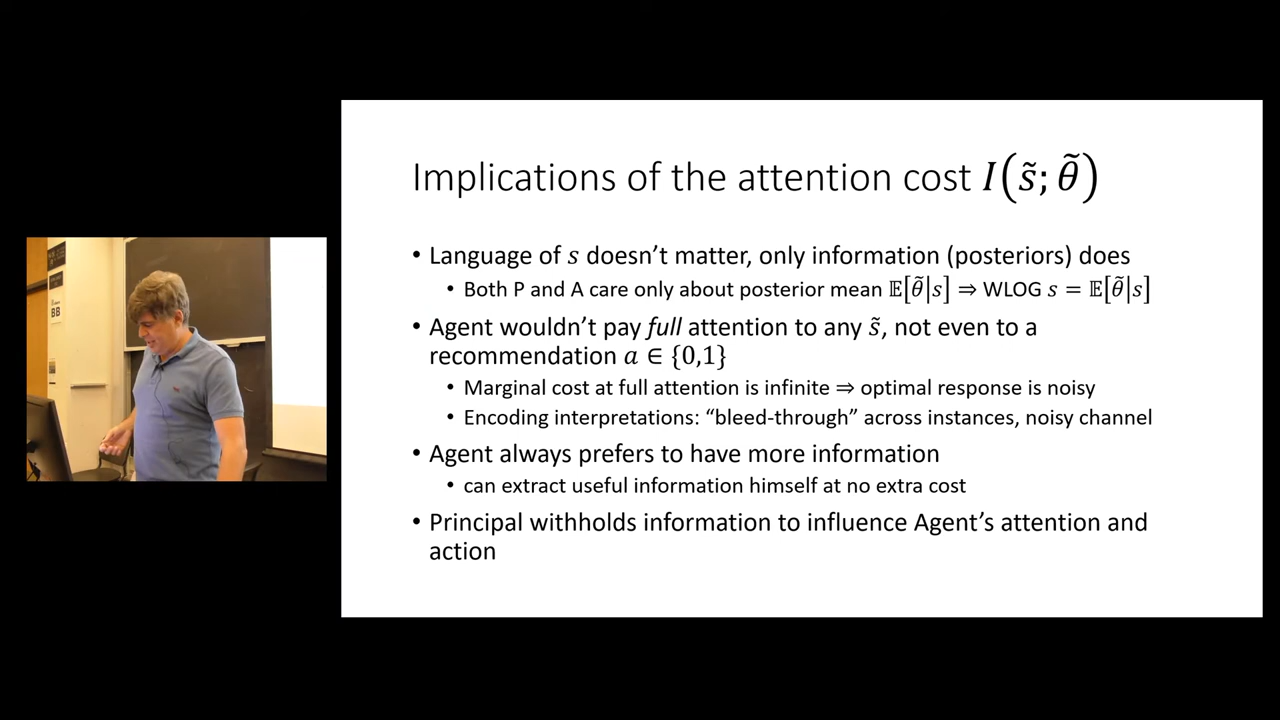 BB
Implications of the attention cost 𝐼(s̃; θ̃)
• Language of 𝑠 doesn’t matter, only information (posteriors) does
• Both P and A care only about posterior mean 𝔼[θ̃|𝑠] ⇒ WLOG 𝑠 = 𝔼[θ̃|𝑠]
• Agent wouldn’t pay full attention to any s̃, not even to a
recommendation 𝑎 ∈ {0,1}
• Marginal cost at full attention is infinite ⇒ optimal response is noisy
• Encoding interpretations: “bleed-through” across instances, noisy channel
• Agent always prefers to have more information
• can extract useful information himself at no extra cost
• Principal withholds information to influence Agent’s attention and
action